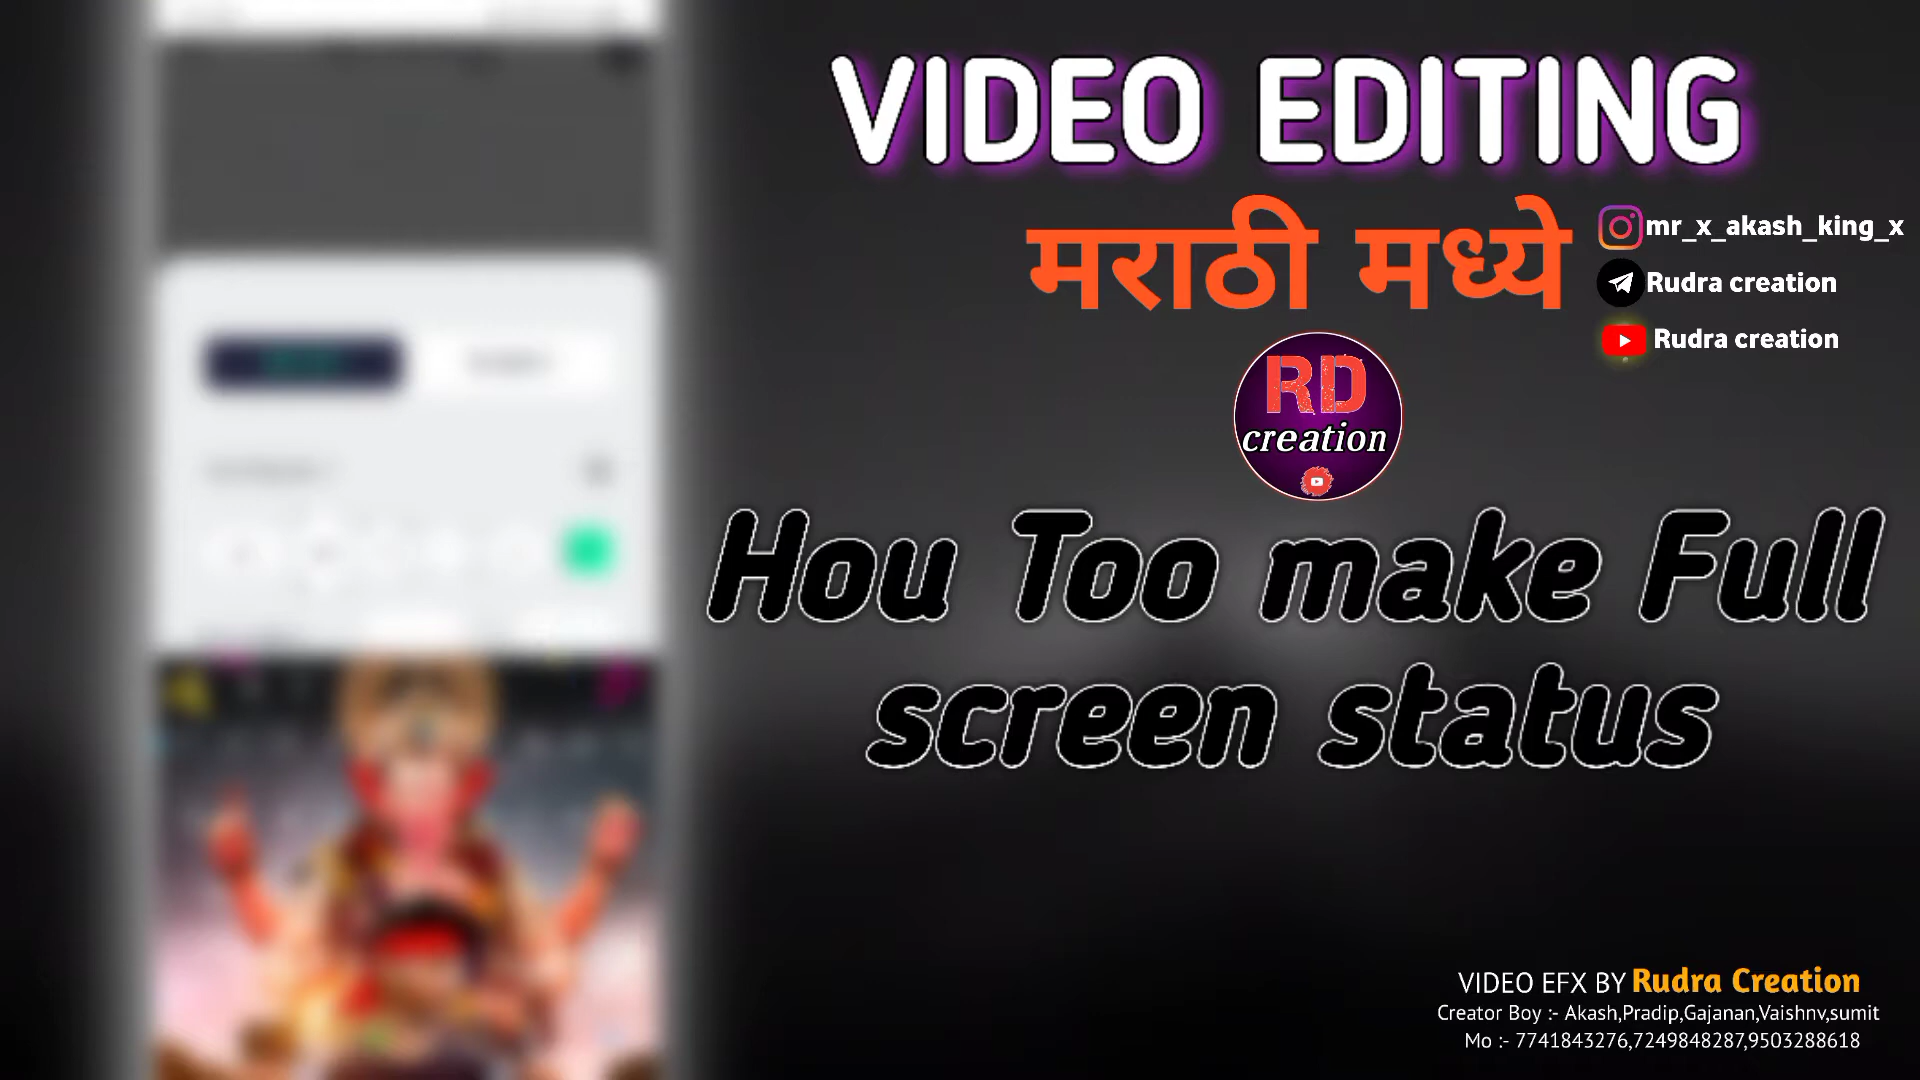 VIDEO EDITING
मराठी मध्ये
mr_x_akash_king_x
Rudra creation
Rudra creation
RD
creation
Hou Too make Full
screen status
VIDEO EFX BY Rudra Creation
Creator Boy :- Akash,Pradip,Gajanan,Vaishnv,sumit
Mo :- 7741843276,7249848287,9503288618